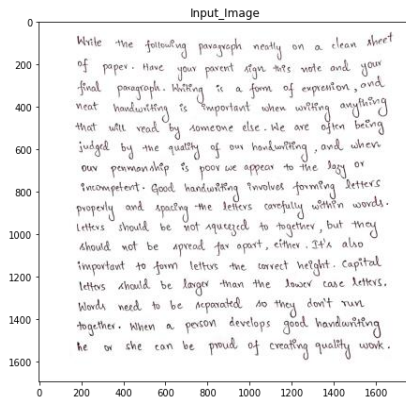 Input_Image
0
200
400
600
800
1000
1200
1400
1600
Write the following paragraph neatly on a clean sheet
of paper. Have your parent sign this note and your
final paragraph. Writing is a form of expression, and
neat handwriting is important when writing anything
that will read by someone else. We are often being
judged by the quality of our handwriting, and when
our penmanship is poor we appear to the lazy or
incompetent. Good handwriting involves forming letters
properly and spacing the letters carefully within words.
Letters should be not squeezed to together, but they
should not be spread far apart, either. It's also
important to form letters the correct height. Capital
letters should be larger than the lower case letters.
Words need to be separated so they don't run
together. When a person develops good handwriting
he or she can be proud of creating quality work.
0 200 400 600 800 1000 1200 1400 1600